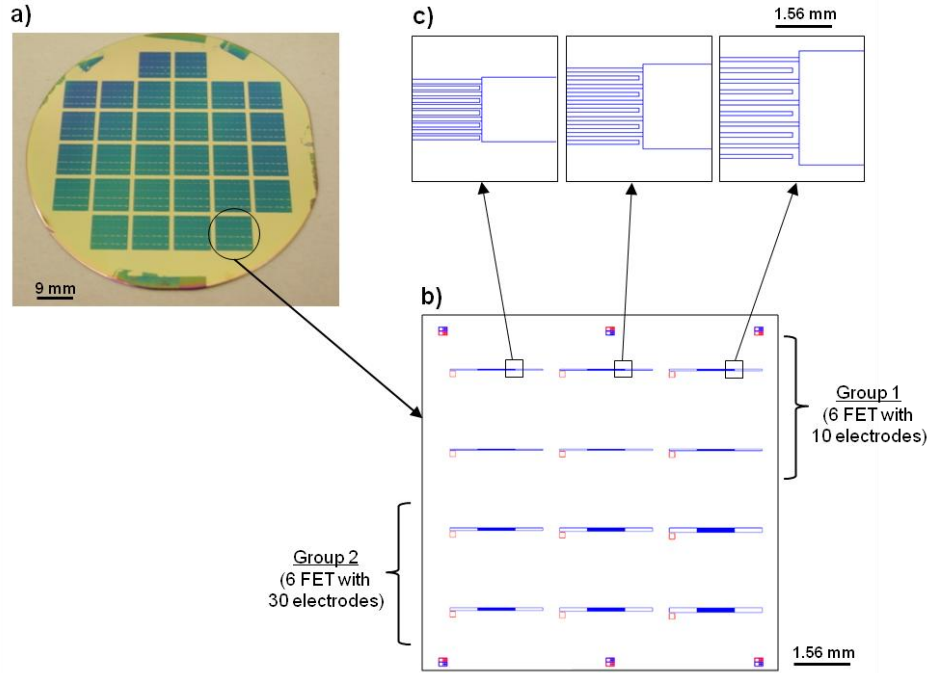 a)
9 mm
c)
1.56 mm
b)
Group 1
(6 FET with
10 electrodes)
Group 2
(6 FET with
30 electrodes)
1.56 mm